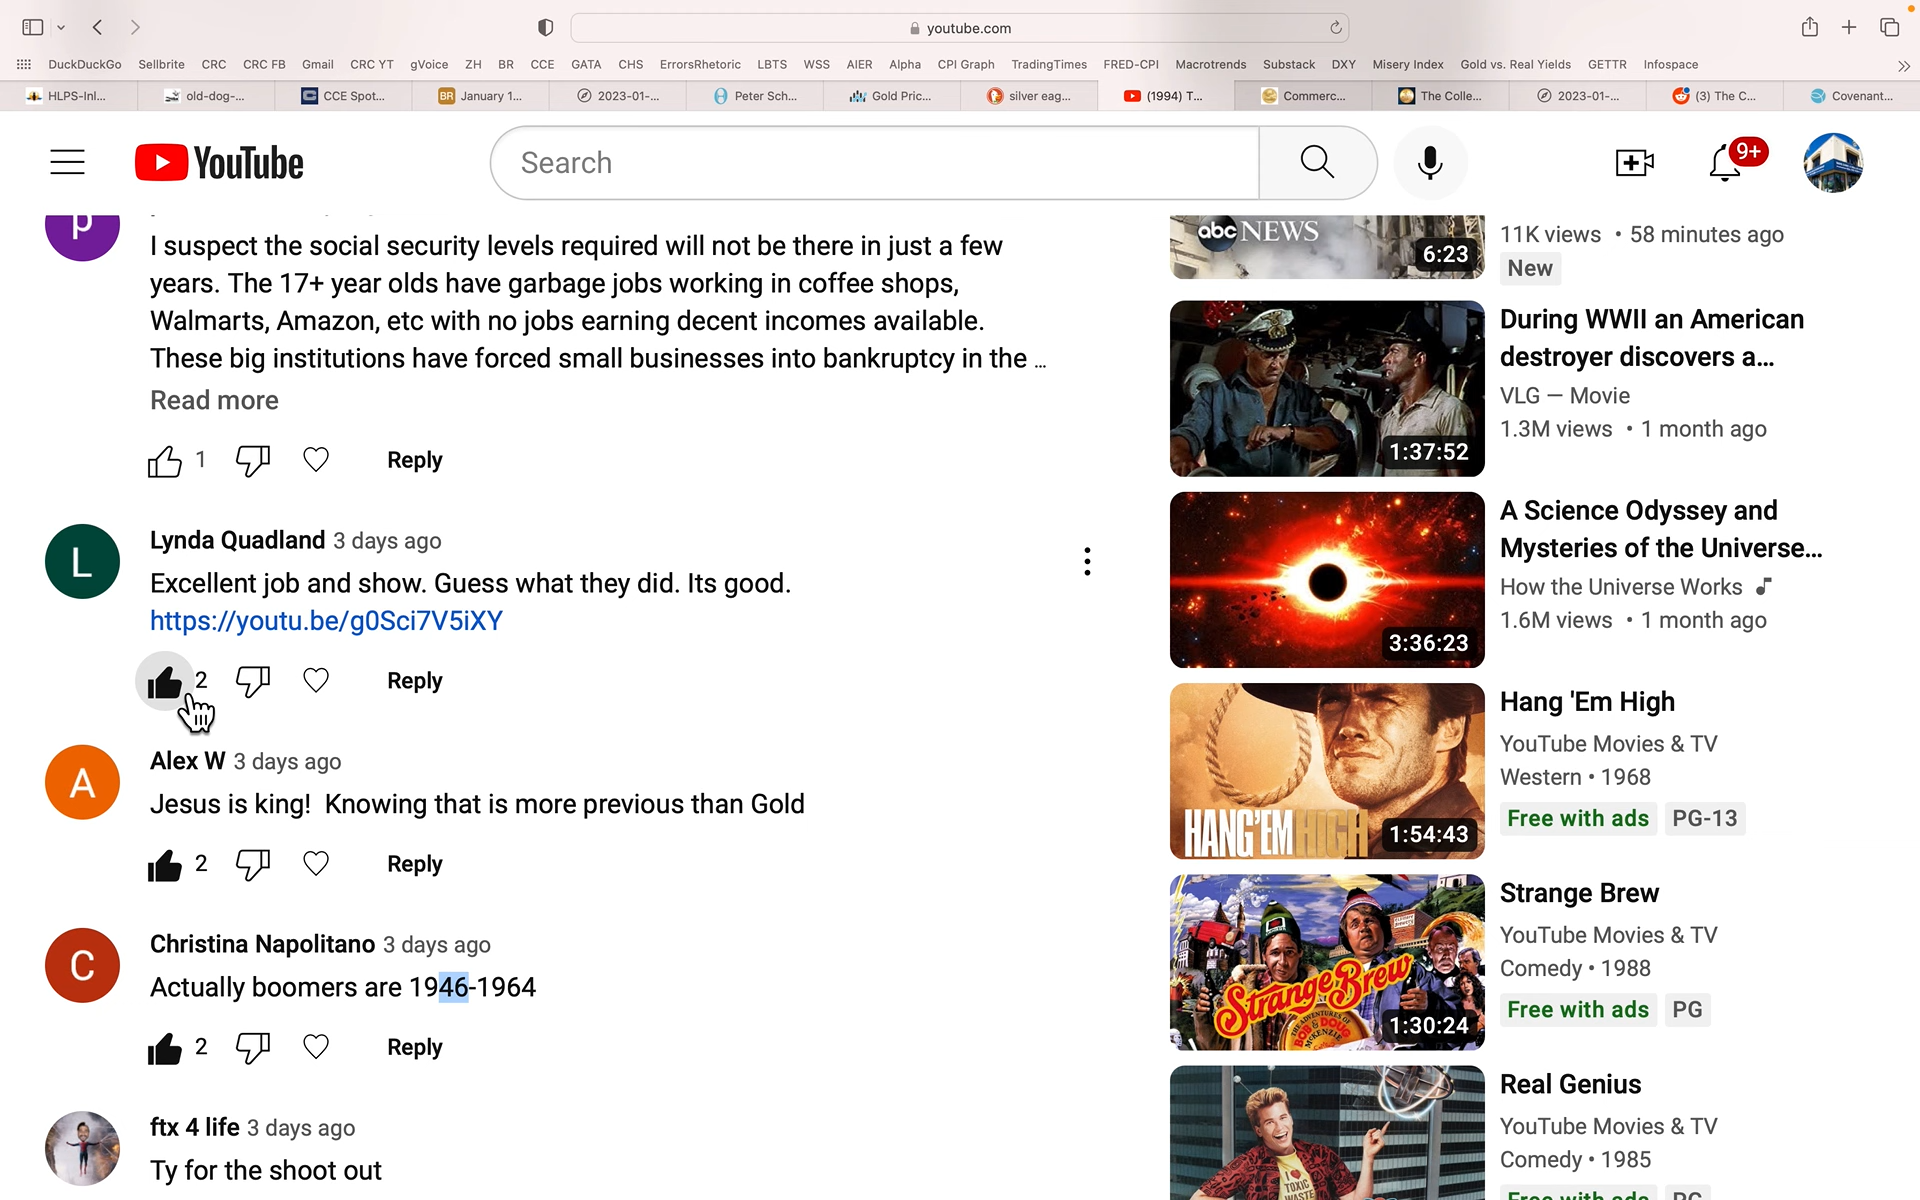 youtube.com
DuckDuckGo Sellbrite CRC CRC FB Gmail CRC YT gVoice ZH BR CCE GATA CHS ErrorsRhetoric LBTS WSS AIER Alpha CPI Graph TradingTimes FRED-CPI Macrotrends Substack DXY Misery Index Gold vs. Real Yields GETTR Infospace
HLPS-Inl... old-dog-... CCE Spot... BR January 1... 2023-01-... Peter Sch... Gold Pric... silver eag... (1994) T... Commerc... The Colle... 2023-01-... (3) The C... Covenant...
YouTube
Search
9+
p
I suspect the social security levels required will not be there in just a few
years. The 17+ year olds have garbage jobs working in coffee shops,
Walmarts, Amazon, etc with no jobs earning decent incomes available.
These big institutions have forced small businesses into bankruptcy in the ...
Read more
1 Reply
L
Lynda Quadland 3 days ago
Excellent job and show. Guess what they did. Its good.
https://youtu.be/g0Sci7V5iXY
2 Reply
A
Alex W 3 days ago
Jesus is king!  Knowing that is more previous than Gold
2 Reply
C
Christina Napolitano 3 days ago
Actually boomers are 1946-1964
2 Reply
ftx 4 life 3 days ago
Ty for the shoot out
abc NEWS
6:23
11K views • 58 minutes ago
New
1:37:52
During WWII an American
destroyer discovers a...
VLG — Movie
1.3M views • 1 month ago
3:36:23
A Science Odyssey and
Mysteries of the Universe...
How the Universe Works
1.6M views • 1 month ago
HANG'EM HIGH
1:54:43
Hang 'Em High
YouTube Movies & TV
Western • 1968
Free with ads PG-13
Strange Brew
THE ADVENTURES OF
BOB & DOUG
McKENZIE
1:30:24
Strange Brew
YouTube Movies & TV
Comedy • 1988
Free with ads PG
I ♥
TOXIC
WASTE
Real Genius
YouTube Movies & TV
Comedy • 1985
Free with ads PG